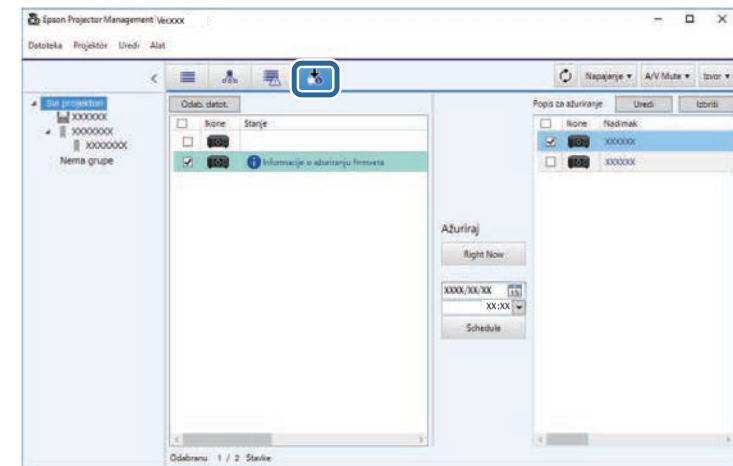 Epson Projector Management Ver.XXX
Datoteka Projektor Uredi Alat
Napajanje A/V Mute Izvor
Svi projektori
XXXXXX
XXXXXXX
XXXXXXX
Nema grupe
Odab. datot.
Ikone Stanje
Informacije o ažuriranju firmvera
Odabranu 1 / 2 Stavke
Ažuriraj
Right Now
XXXX/XX/XX 15
XX:XX
Schedule
Popis za ažuriranje Uredi Izbriši
Ikone Nadimak
XXXXXX
XXXXXX